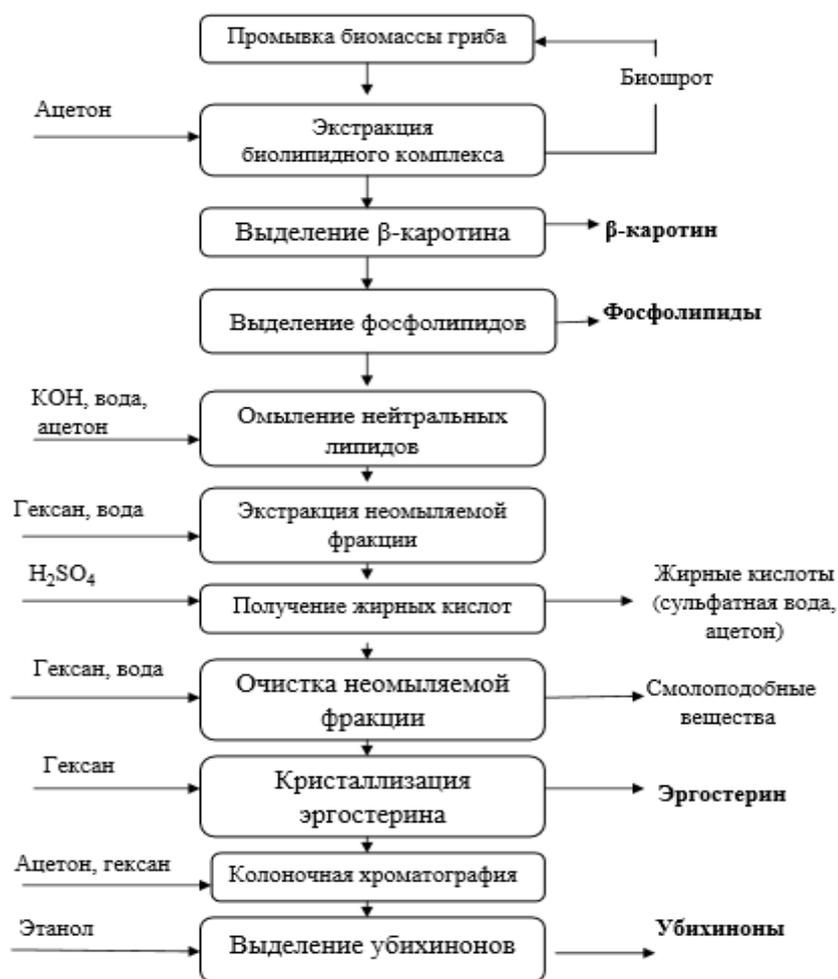 Промывка биомассы гриба
Биошрот
Ацетон
Экстракция
биолипидного комплекса
Выделение β-каротина
β-каротин
Выделение фосфолипидов
Фосфолипиды
КОН, вода,
ацетон
Омыление нейтральных
липидов
Гексан, вода
Экстракция неомыляемой
фракции
H₂SO₄
Получение жирных кислот
Жирные кислоты
(сульфатная вода,
ацетон)
Гексан, вода
Очистка неомыляемой
фракции
Смолоподобные
вещества
Гексан
Кристаллизация
эргостерина
Эргостерин
Ацетон, гексан
Колоночная хроматография
Этанол
Выделение убихинонов
Убихиноны